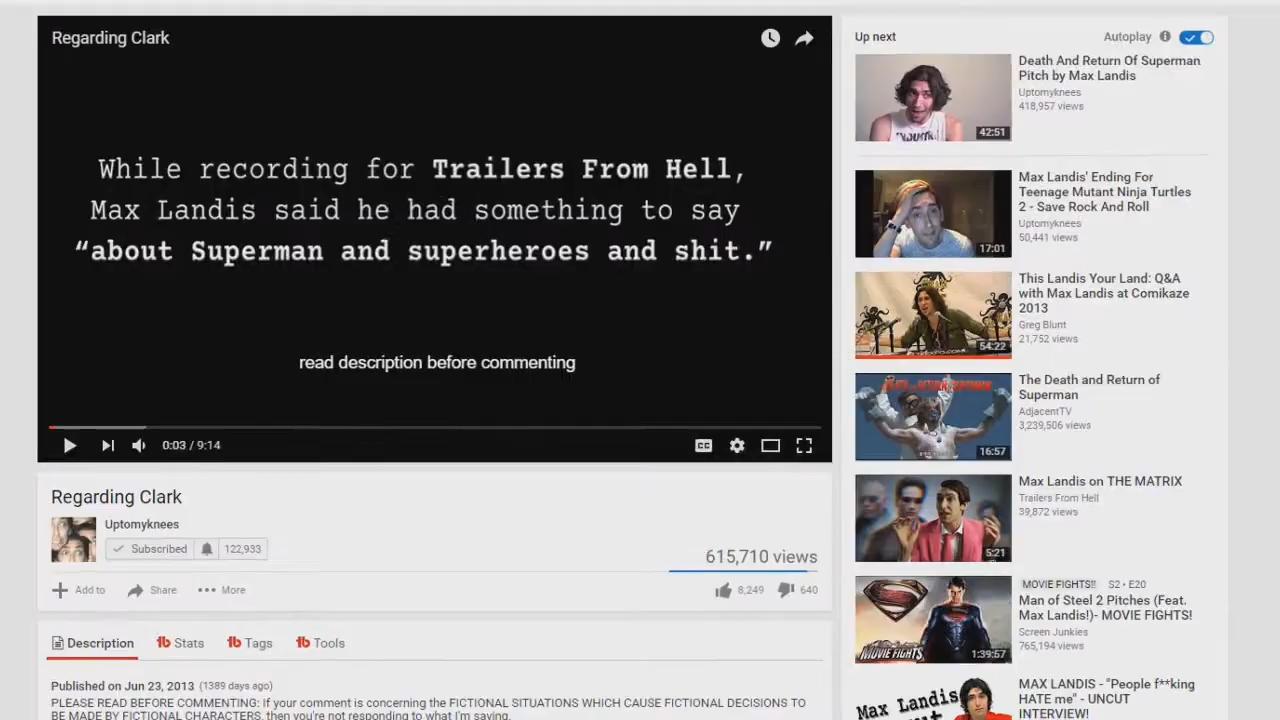 Regarding Clark
While recording for Trailers From Hell,
Max Landis said he had something to say
“about Superman and superheroes and shit.”
read description before commenting
0:03 / 9:14
CC
Regarding Clark
Uptomyknees
Subscribed 122,933
615,710 views
Add to Share More
8,249 640
Description Stats Tags Tools
Published on Jun 23, 2013 (1389 days ago)
PLEASE READ BEFORE COMMENTING: If your comment is concerning the FICTIONAL SITUATIONS WHICH CAUSE FICTIONAL DECISIONS TO
BE MADE BY FICTIONAL CHARACTERS, then you're not responding to what I'm saying.
Up next Autoplay
42:51
Death And Return Of Superman
Pitch by Max Landis
Uptomyknees
418,957 views
17:01
Max Landis' Ending For
Teenage Mutant Ninja Turtles
2 - Save Rock And Roll
Uptomyknees
50,441 views
54:22
This Landis Your Land: Q&A
with Max Landis at Comikaze
2013
Greg Blunt
21,752 views
16:57
The Death and Return of
Superman
AdjacentTV
3,239,506 views
5:21
Max Landis on THE MATRIX
Trailers From Hell
39,872 views
MOVIE FIGHTS
1:39:57
MOVIE FIGHTS!! S2 • E20
Man of Steel 2 Pitches (Feat.
Max Landis!)- MOVIE FIGHTS!
Screen Junkies
765,194 views
Max Landis
MAX LANDIS - "People f**king
HATE me" - UNCUT
INTERVIEW!